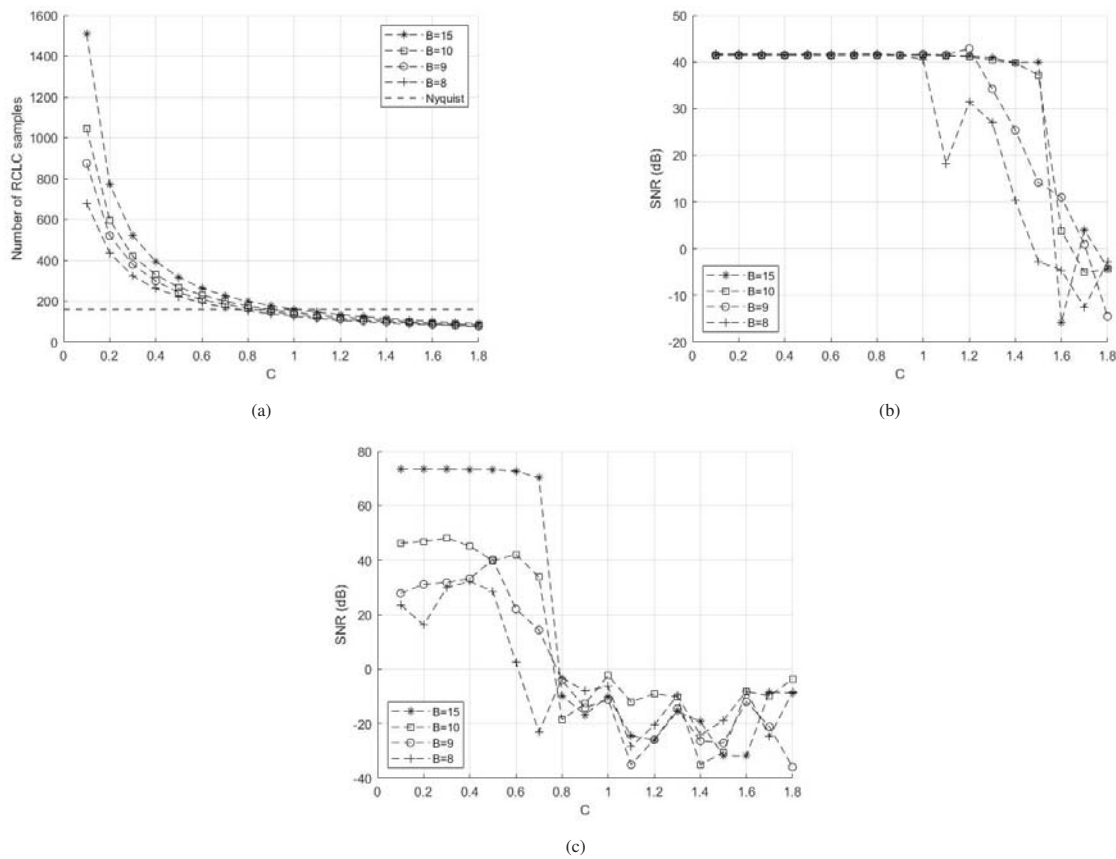 1600
1400
1200
1000
800
600
400
200
0
Number of RCLC samples
B=15
B=10
B=9
B=8
Nyquist
0 0.2 0.4 0.6 0.8 1 1.2 1.4 1.6 1.8
C
(a)
50
40
30
20
10
0
-10
-20
SNR (dB)
B=15
B=10
B=9
B=8
0 0.2 0.4 0.6 0.8 1 1.2 1.4 1.6 1.8
C
(b)
80
60
40
20
0
-20
-40
SNR (dB)
B=15
B=10
B=9
B=8
0 0.2 0.4 0.6 0.8 1 1.2 1.4 1.6 1.8
C
(c)